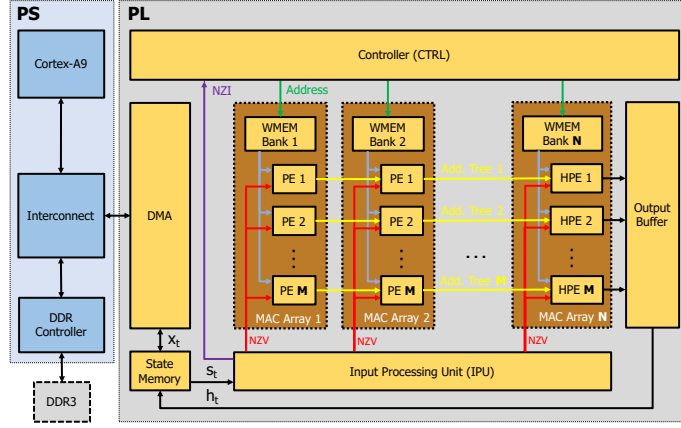 PS
PL
Cortex-A9
Controller (CTRL)
NZI
Address
WMEM
Bank 1
WMEM
Bank 2
WMEM
Bank N
PE 1
PE 1
Add. Tree 1
HPE 1
Interconnect
DMA
PE 2
PE 2
Add. Tree 2
HPE 2
Output
Buffer
...
PE M
PE M
Add. Tree M
HPE M
DDR
Controller
MAC Array 1
MAC Array 2
MAC Array N
xt
NZV
NZV
NZV
State
Memory
st
ht
Input Processing Unit (IPU)
DDR3